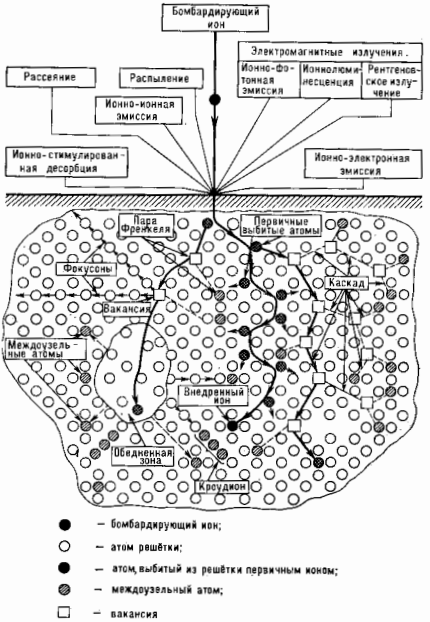 Бомбардирующий
ион
Электромагнитные излучения.
Ионно-фо-
тонная
эмиссия
Ионнолюми-
несценция
Рентгенов-
ское излу-
чение
Рассеяние
Распыление
Ионно-ионная
эмиссия
Ионно-стимулирован-
ная десорбция
Ионно-электронная
эмиссия
Пара
Френкеля
Первичные
выбитые атомы
Фокусоны
Каскад
Вакансия
Междоузель-
ные атомы
Внедренный
ион
Обедненная
зона
Кроудион
– бомбардирующий ион;
– атом решётки;
– атом, выбитый из решётки первичным ионом;
– междоузельный атом;
– вакансия